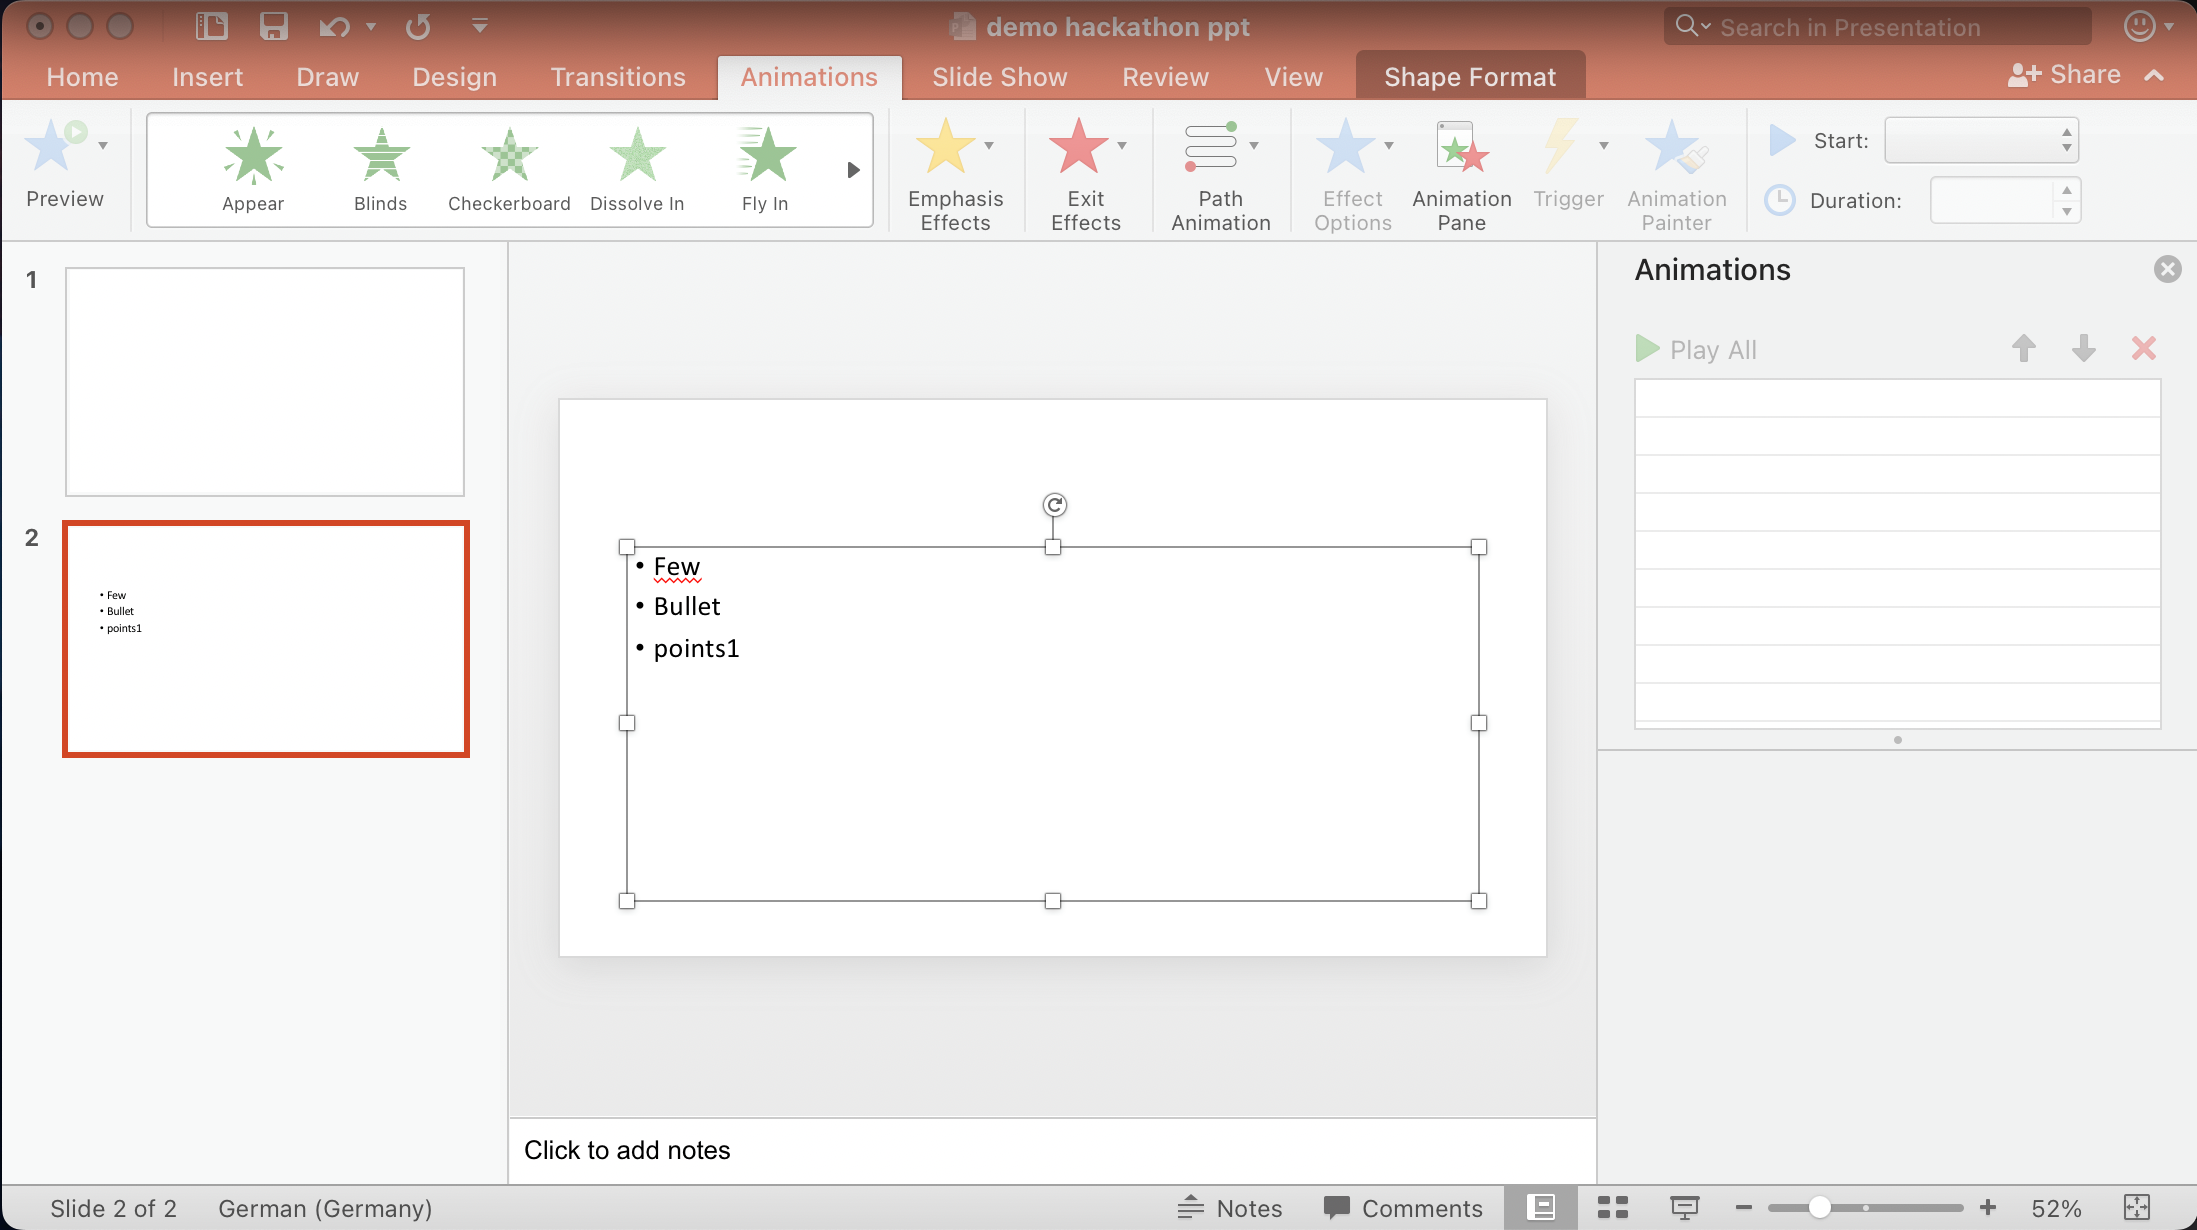 demo hackathon ppt
Search in Presentation
Home Insert Draw Design Transitions Animations Slide Show Review View Shape Format Share
Preview
Appear Blinds Checkerboard Dissolve In Fly In
Emphasis Effects
Exit Effects
Path Animation
Effect Options
Animation Pane
Trigger
Animation Painter
Start:
Duration:
1
2
• Few
• Bullet
• points1
• Few
• Bullet
• points1
Click to add notes
Animations
Play All
Slide 2 of 2 German (Germany) Notes Comments 52%